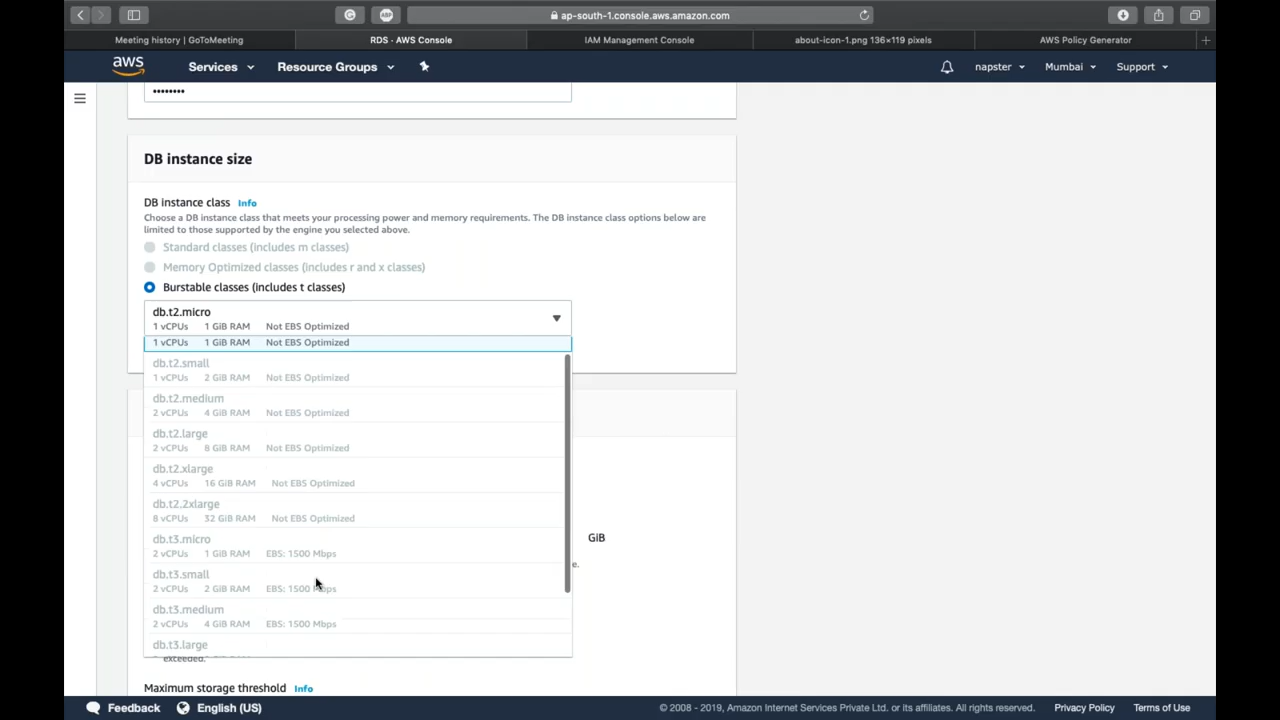 ap-south-1.console.aws.amazon.com
Meeting history | GoToMeeting
RDS · AWS Console
IAM Management Console
about-icon-1.png 136×119 pixels
AWS Policy Generator
aws
Services
Resource Groups
napster
Mumbai
Support
••••••••
DB instance size
DB instance class Info
Choose a DB instance class that meets your processing power and memory requirements. The DB instance class options below are
limited to those supported by the engine you selected above.
Standard classes (includes m classes)
Memory Optimized classes (includes r and x classes)
Burstable classes (includes t classes)
db.t2.micro
1 vCPUs 1 GiB RAM Not EBS Optimized
1 vCPUs 1 GiB RAM Not EBS Optimized
db.t2.small
1 vCPUs 2 GiB RAM Not EBS Optimized
db.t2.medium
2 vCPUs 4 GiB RAM Not EBS Optimized
db.t2.large
2 vCPUs 8 GiB RAM Not EBS Optimized
db.t2.xlarge
4 vCPUs 16 GiB RAM Not EBS Optimized
db.t2.2xlarge
8 vCPUs 32 GiB RAM Not EBS Optimized
db.t3.micro
2 vCPUs 1 GiB RAM EBS: 1500 Mbps
GiB
e.
db.t3.small
2 vCPUs 2 GiB RAM EBS: 1500 Mbps
db.t3.medium
2 vCPUs 4 GiB RAM EBS: 1500 Mbps
db.t3.large
exceeded.
Maximum storage threshold Info
Feedback
English (US)
© 2008 - 2019, Amazon Internet Services Private Ltd. or its affiliates. All rights reserved.
Privacy Policy
Terms of Use